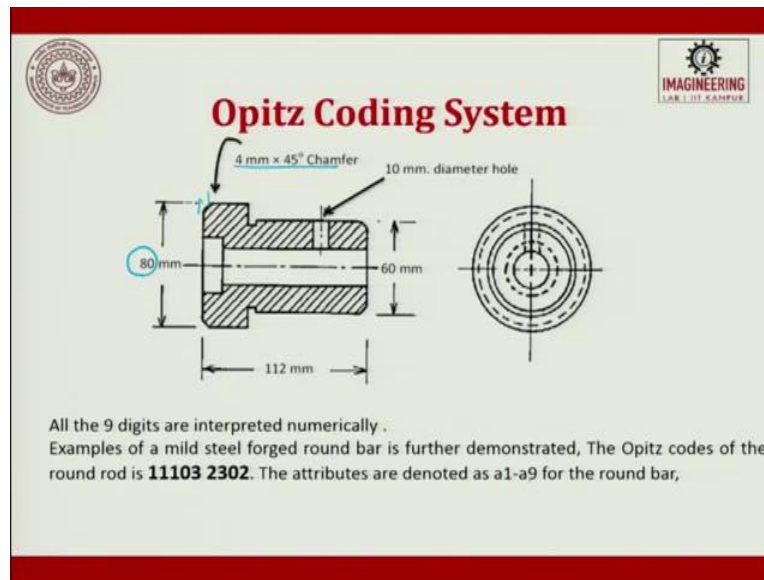 IMAGINEERING
LAB | IIT KANPUR
Opitz Coding System
4 mm × 45° Chamfer
10 mm. diameter hole
80 mm
60 mm
112 mm
All the 9 digits are interpreted numerically .
Examples of a mild steel forged round bar is further demonstrated, The Opitz codes of the
round rod is 11103 2302. The attributes are denoted as a1-a9 for the round bar,